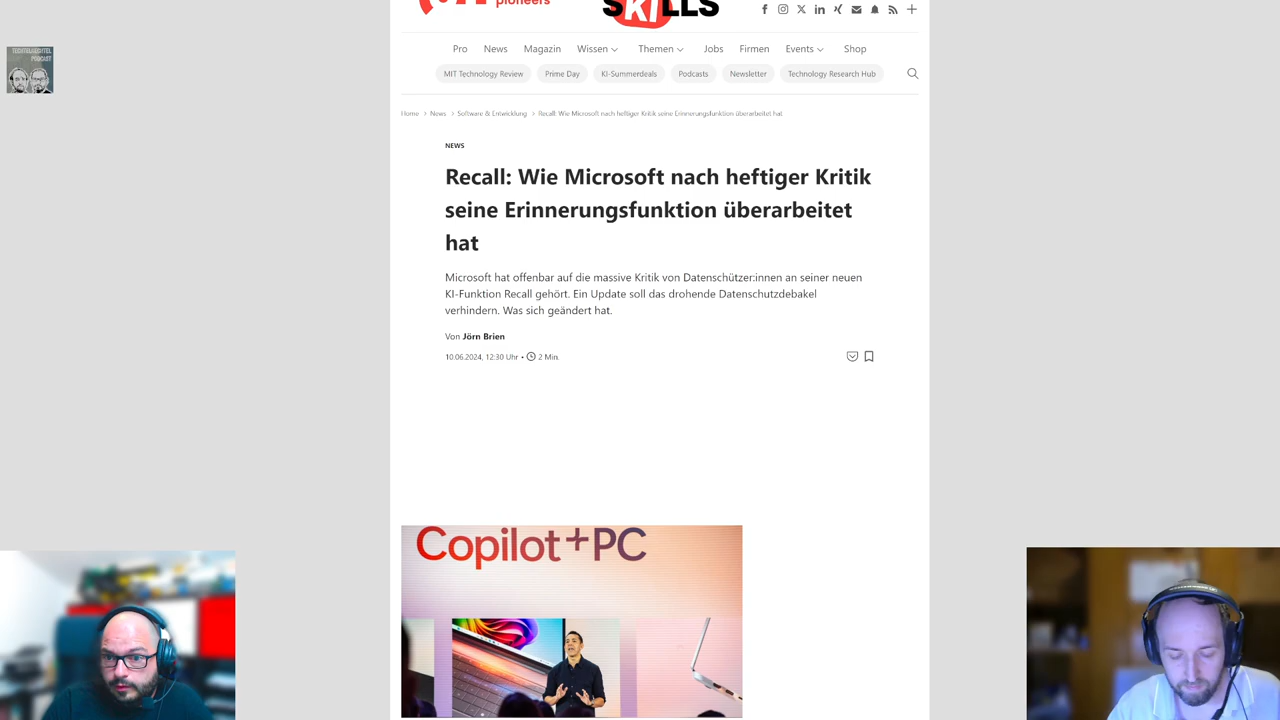 pioneers
SKILLS
Pro News Magazin Wissen Themen Jobs Firmen Events Shop
TECHTELMECHTEL
PODCAST
MIT Technology Review Prime Day KI-Summerdeals Podcasts Newsletter Technology Research Hub
Home > News > Software & Entwicklung > Recall: Wie Microsoft nach heftiger Kritik seine Erinnerungsfunktion überarbeitet hat
NEWS
Recall: Wie Microsoft nach heftiger Kritik
seine Erinnerungsfunktion überarbeitet
hat
Microsoft hat offenbar auf die massive Kritik von Datenschützer:innen an seiner neuen
KI-Funktion Recall gehört. Ein Update soll das drohende Datenschutzdebakel
verhindern. Was sich geändert hat.
Von Jörn Brien
10.06.2024, 12:30 Uhr • 2 Min.
Copilot+PC